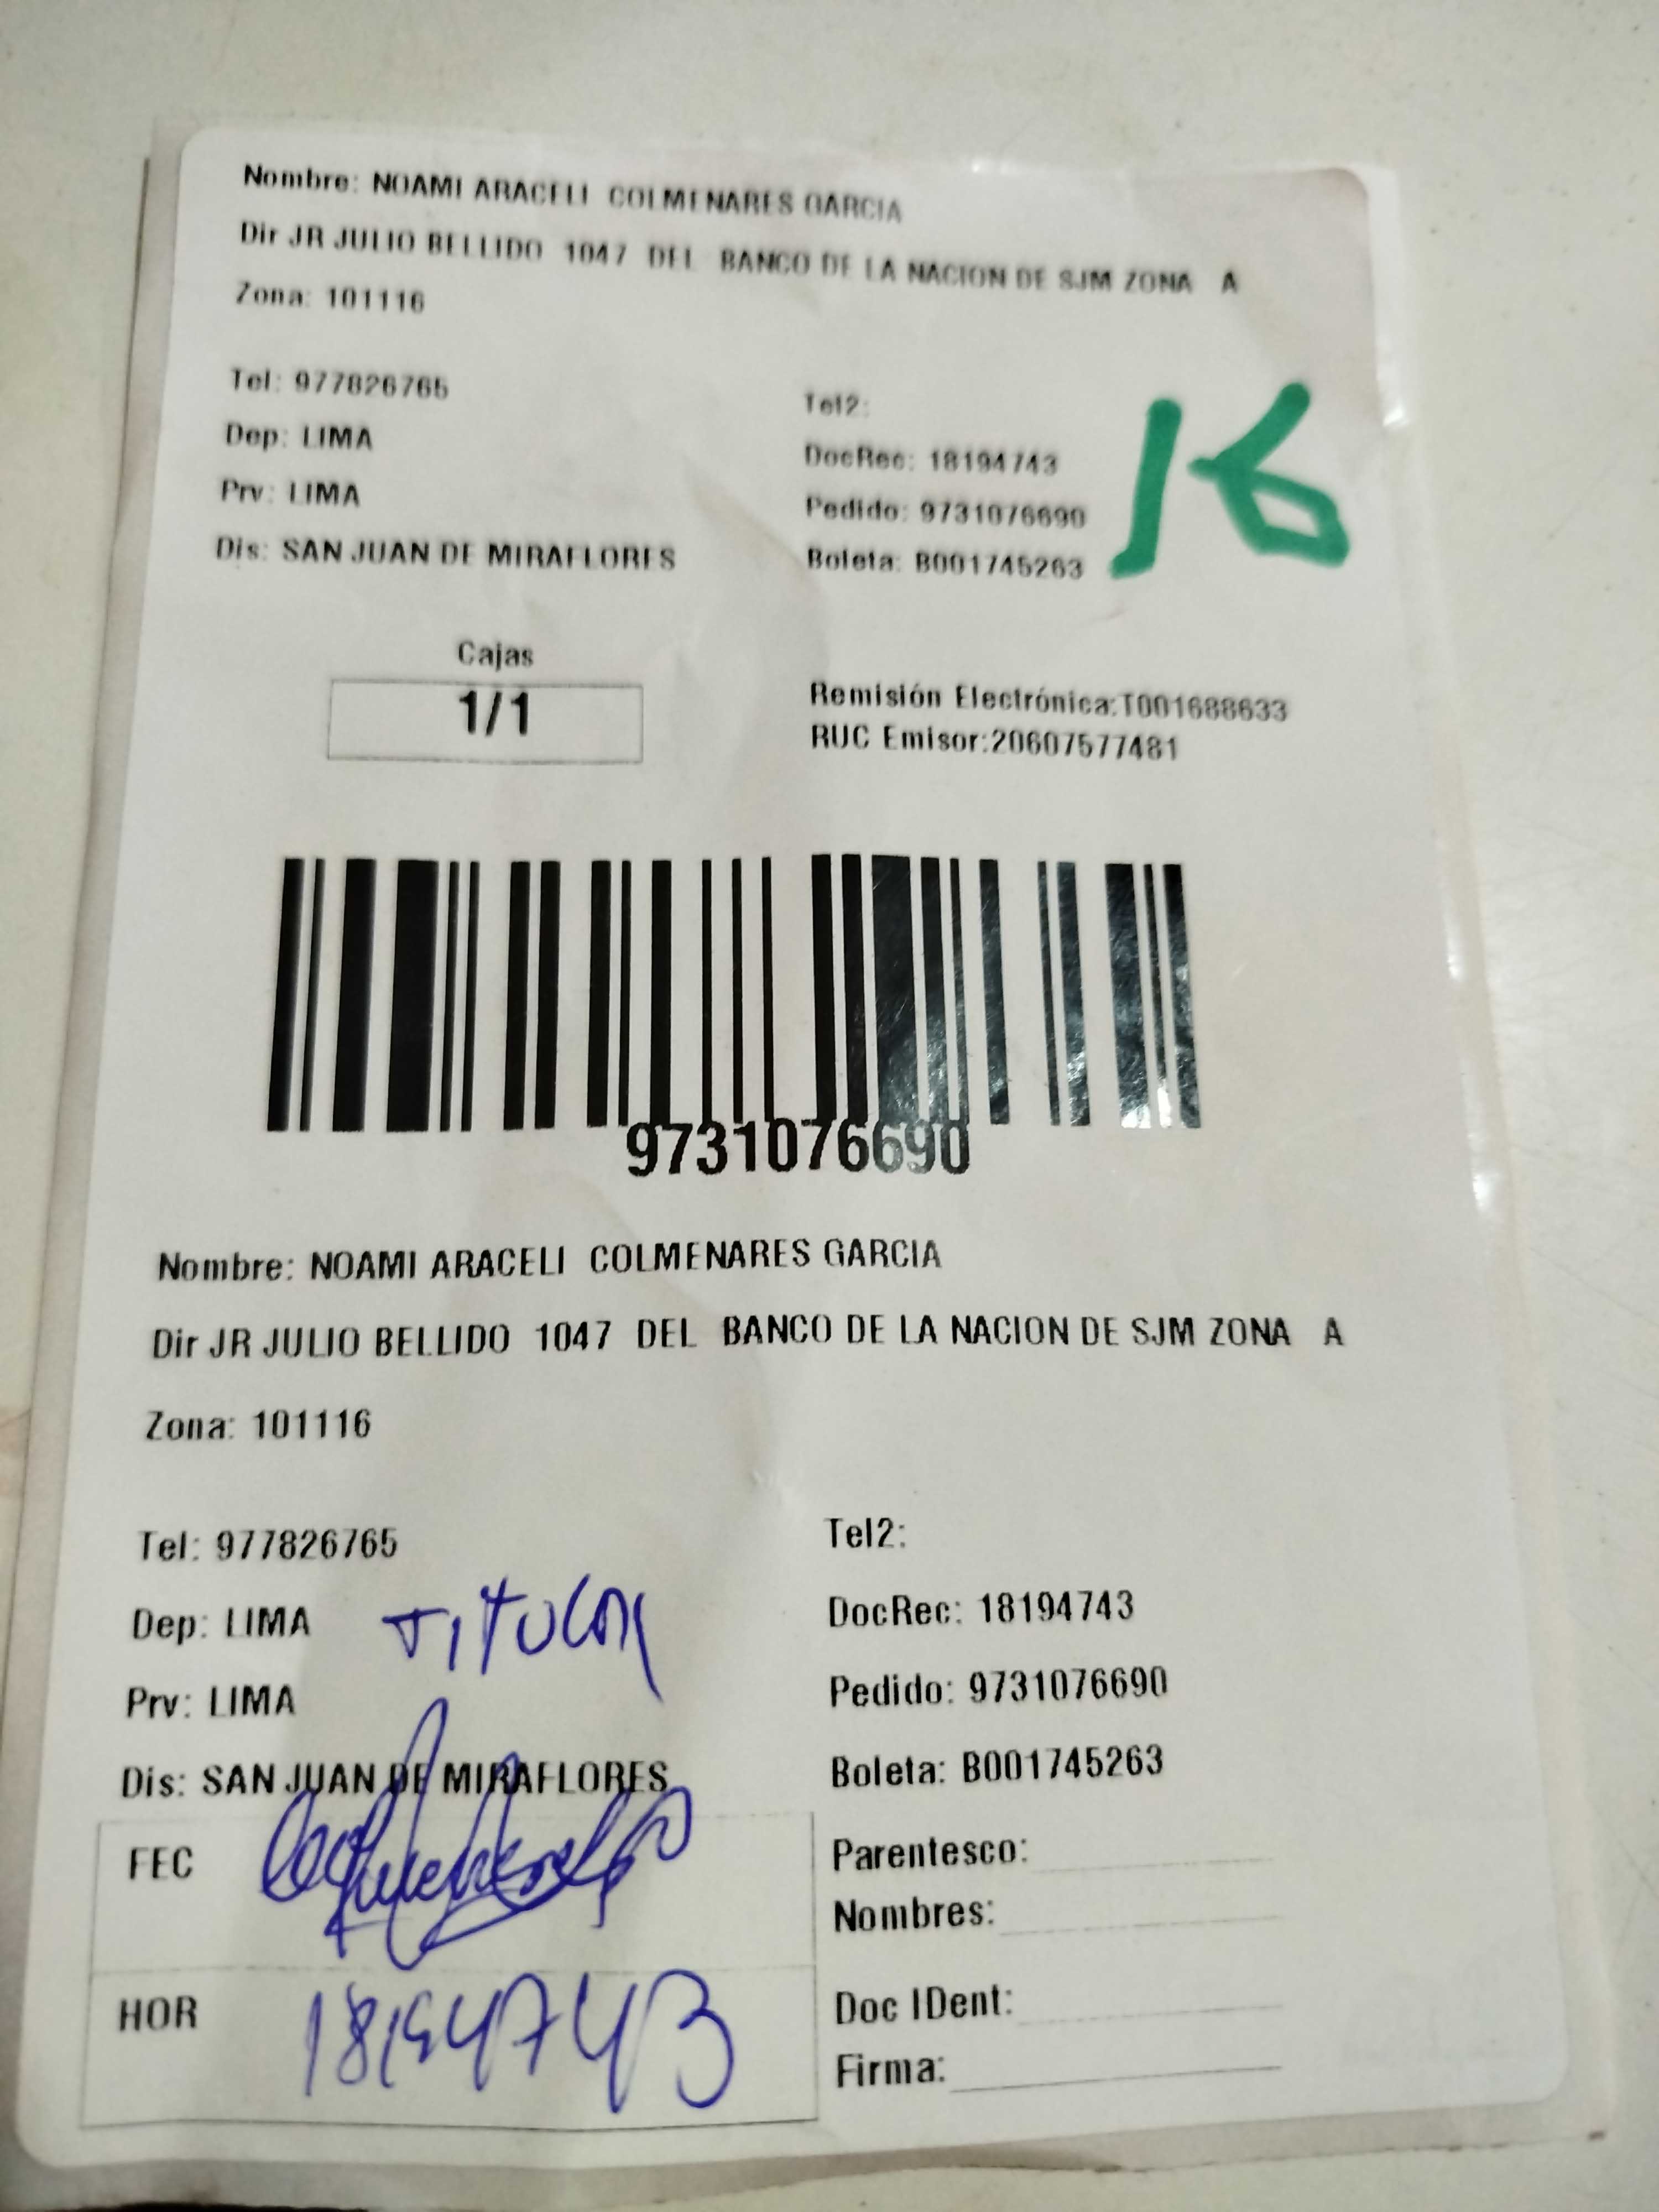 Nombre: NOAMI ARACELI COLMENARES GARCIA
Dir JR JULIO BELLIDO 1047 DEL BANCO DE LA NACION DE SJM ZONA A
Zona: 101116
Tel: 977826765
Tel2:
Dep: LIMA
DocRec: 18194743
Prv: LIMA
Pedido: 9731076690
Dis: SAN JUAN DE MIRAFLORES
Boleta: B001745263
16
Cajas
1/1
Remisión Electrónica:T001688633
RUC Emisor:20607577481
9731076690
Nombre: NOAMI ARACELI COLMENARES GARCIA
Dir JR JULIO BELLIDO 1047 DEL BANCO DE LA NACION DE SJM ZONA A
Zona: 101116
Tel: 977826765
Tel2:
Dep: LIMA
TITULAR
DocRec: 18194743
Prv: LIMA
Pedido: 9731076690
Dis: SAN JUAN DE MIRAFLORES
Boleta: B001745263
FEC
Parentesco:
Nombres:
HOR
18194743
Doc IDent:
Firma: